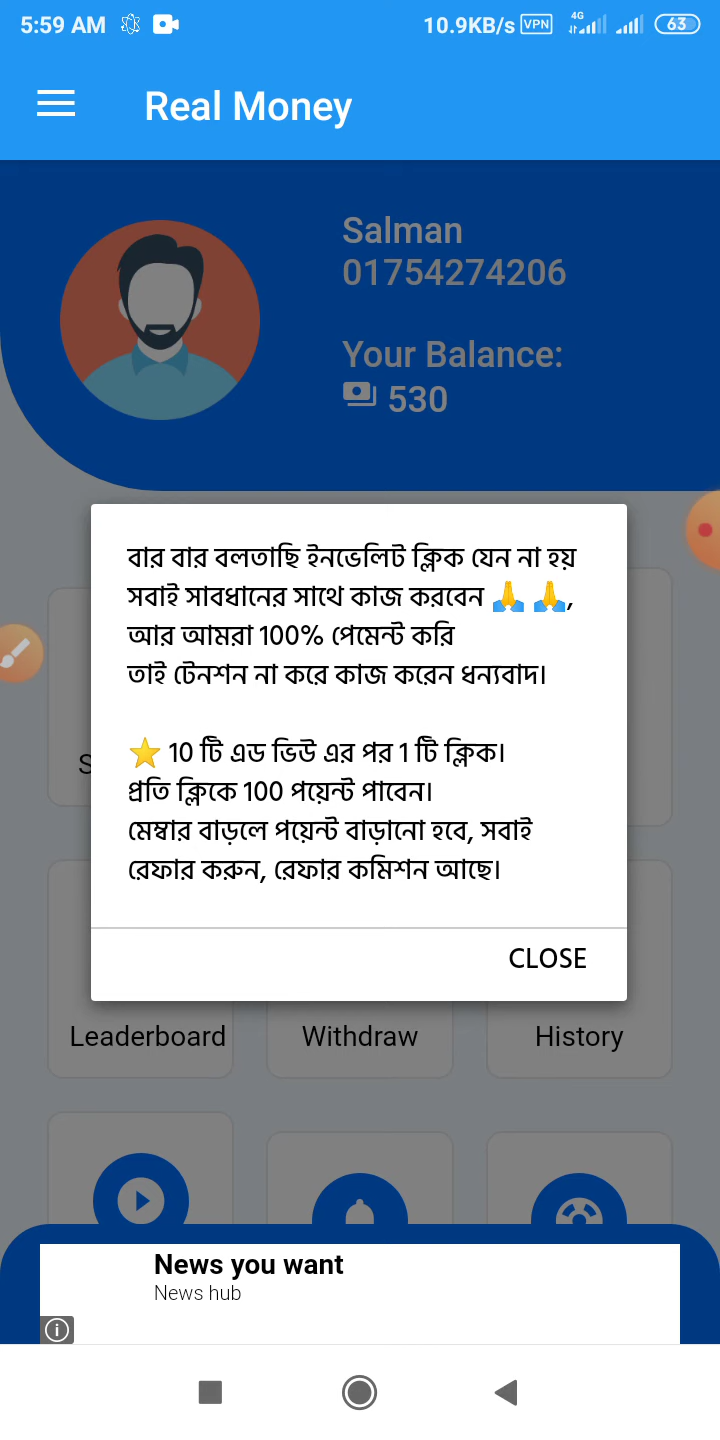 5:59 AM 10.9KB/s VPN 4G 63
Real Money
Salman
01754274206
Your Balance:
530
বার বার বলতাছি ইনভেলিট ক্লিক যেন না হয়
সবাই সাবধানের সাথে কাজ করবেন 🙏 🙏,
আর আমরা 100% পেমেন্ট করি
তাই টেনশন না করে কাজ করেন ধন্যবাদ।
⭐ 10 টি এড ভিউ এর পর 1 টি ক্লিক।
প্রতি ক্লিকে 100 পয়েন্ট পাবেন।
মেম্বার বাড়লে পয়েন্ট বাড়ানো হবে, সবাই
রেফার করুন, রেফার কমিশন আছে।
CLOSE
Leaderboard Withdraw History
News you want
News hub